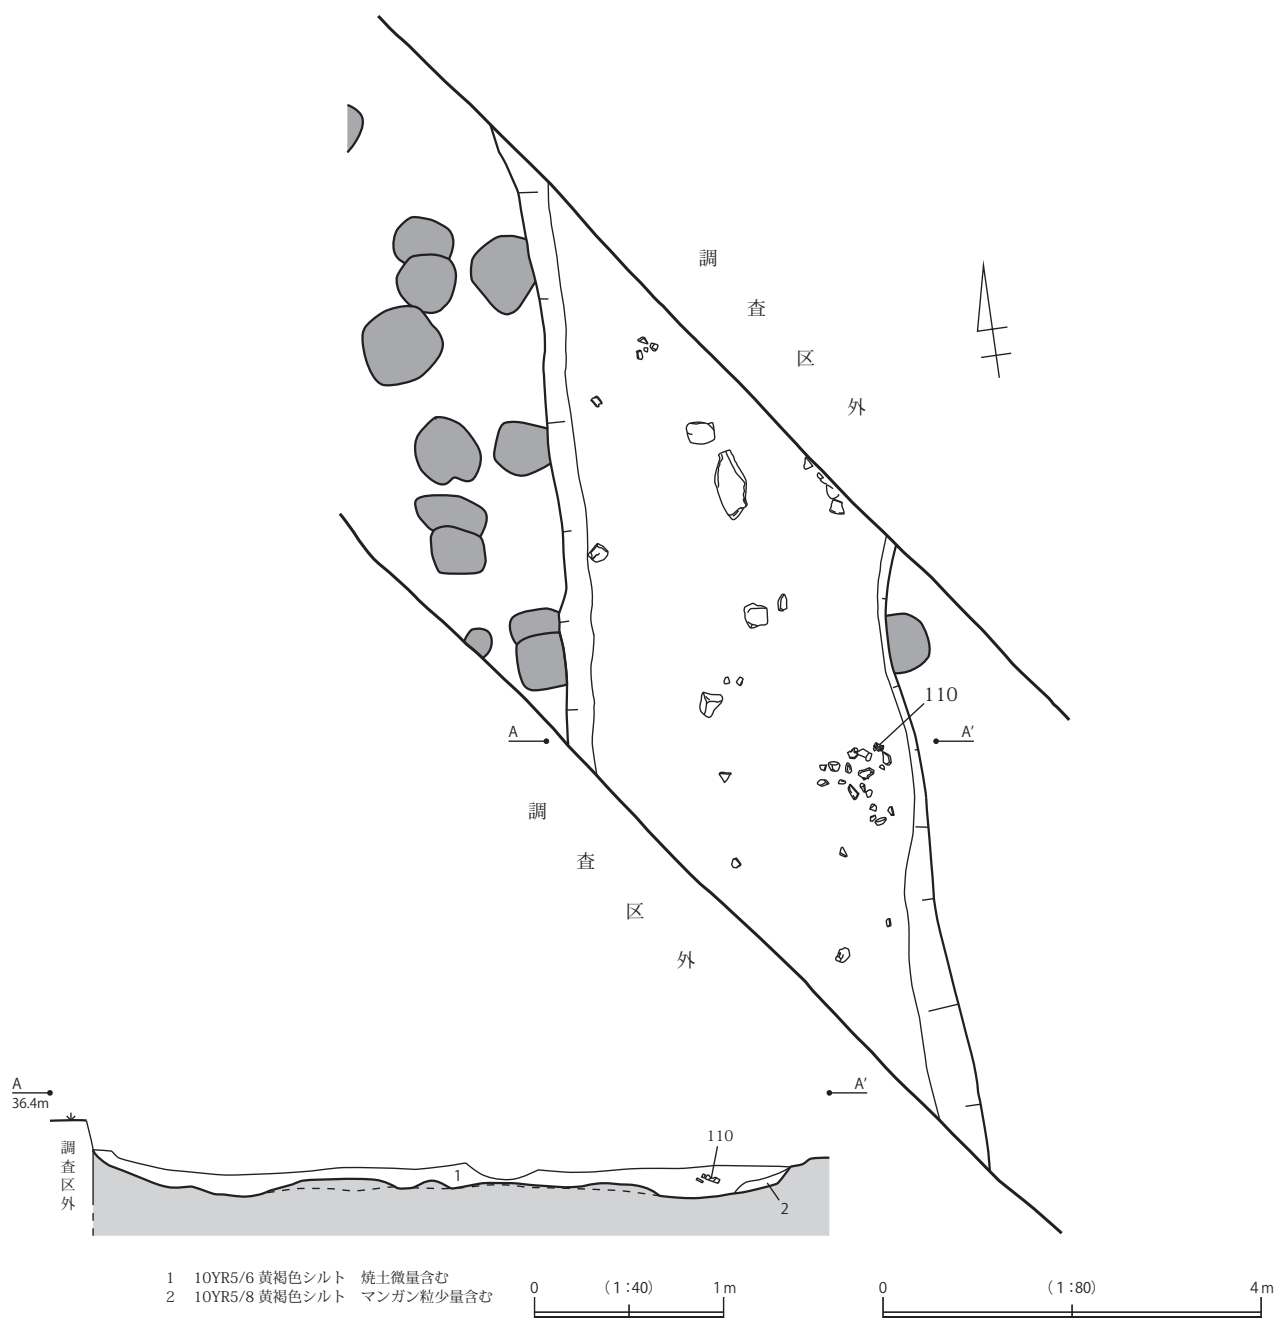 調査区外
110
A
A′
調査区外
A
36.4m
A′
調査区外
110
1
2
1 10YR5/6 黄褐色シルト 焼土微量含む
2 10YR5/8 黄褐色シルト マンガン粒少量含む
0 (1:40) 1m
0 (1:80) 4m